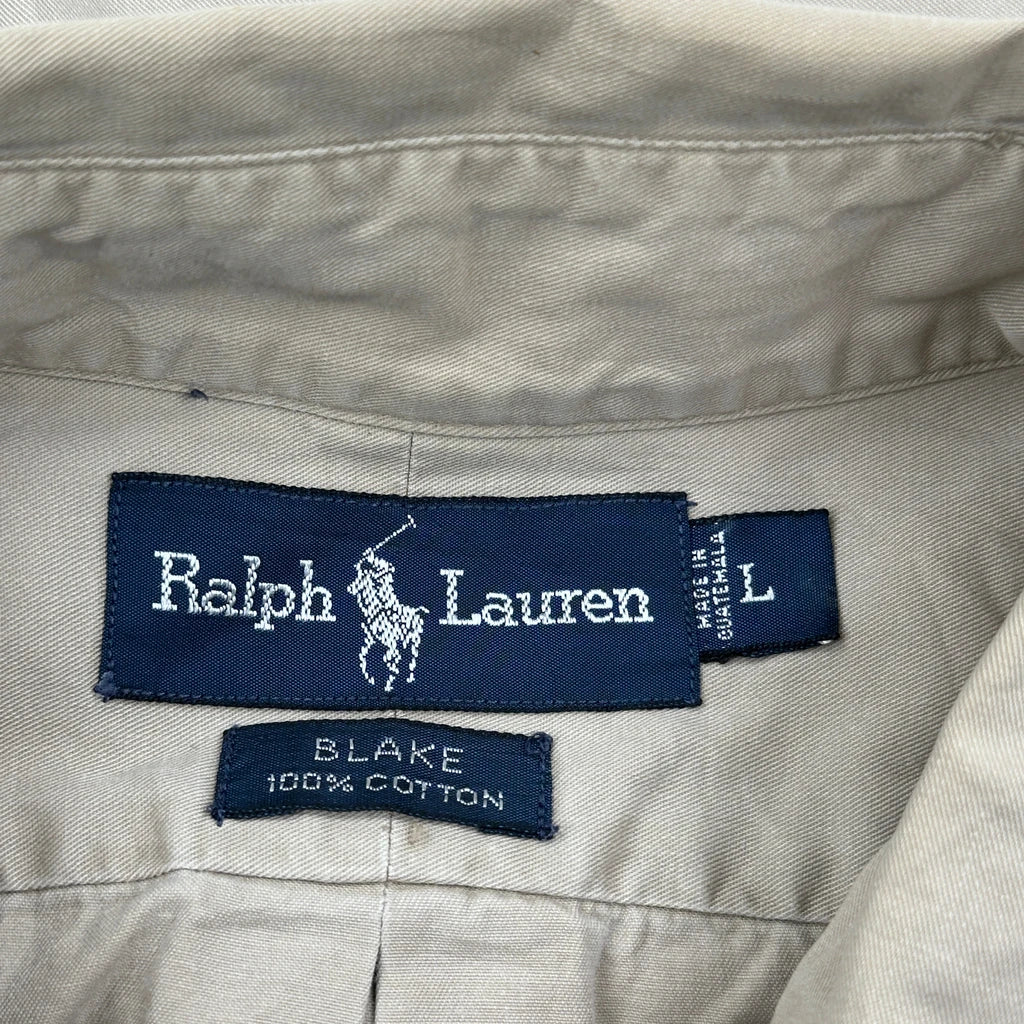 Ralph Lauren
MADE IN
GUATEMALA
L
BLAKE
100% COTTON